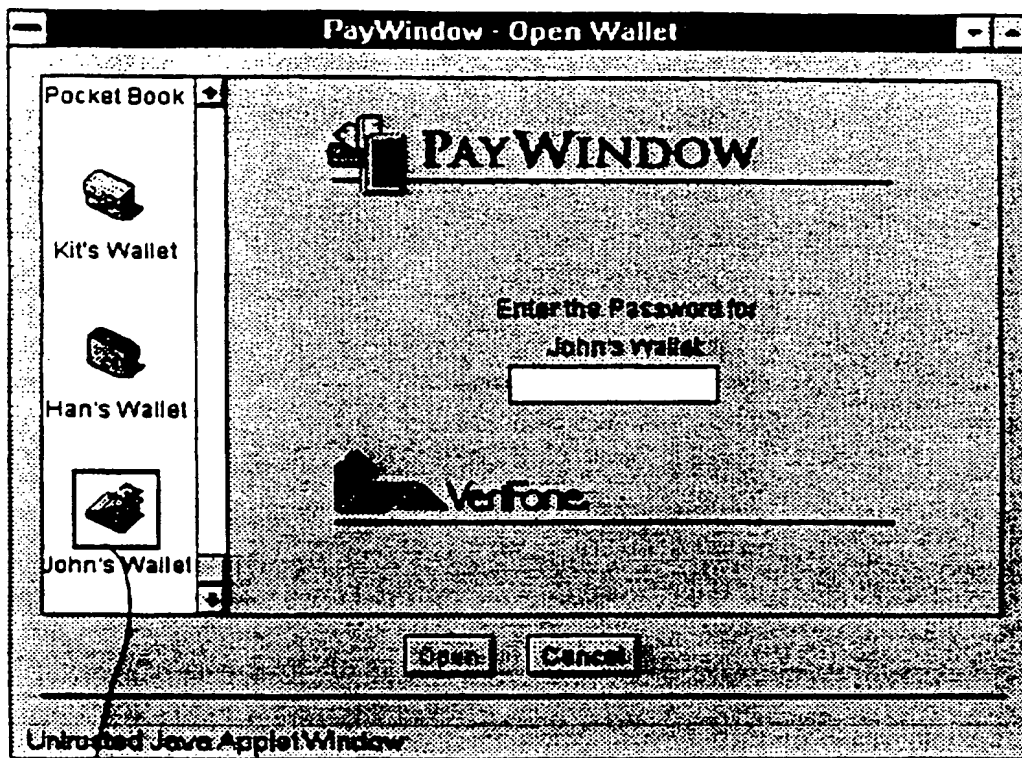 PayWindow - Open Wallet
Pocket Book
Kit's Wallet
Han's Wallet
John's Wallet
PAYWINDOW
Enter the Password for
John's Wallet:
VeriFone
Open
Cancel
Untrusted Java Applet Window